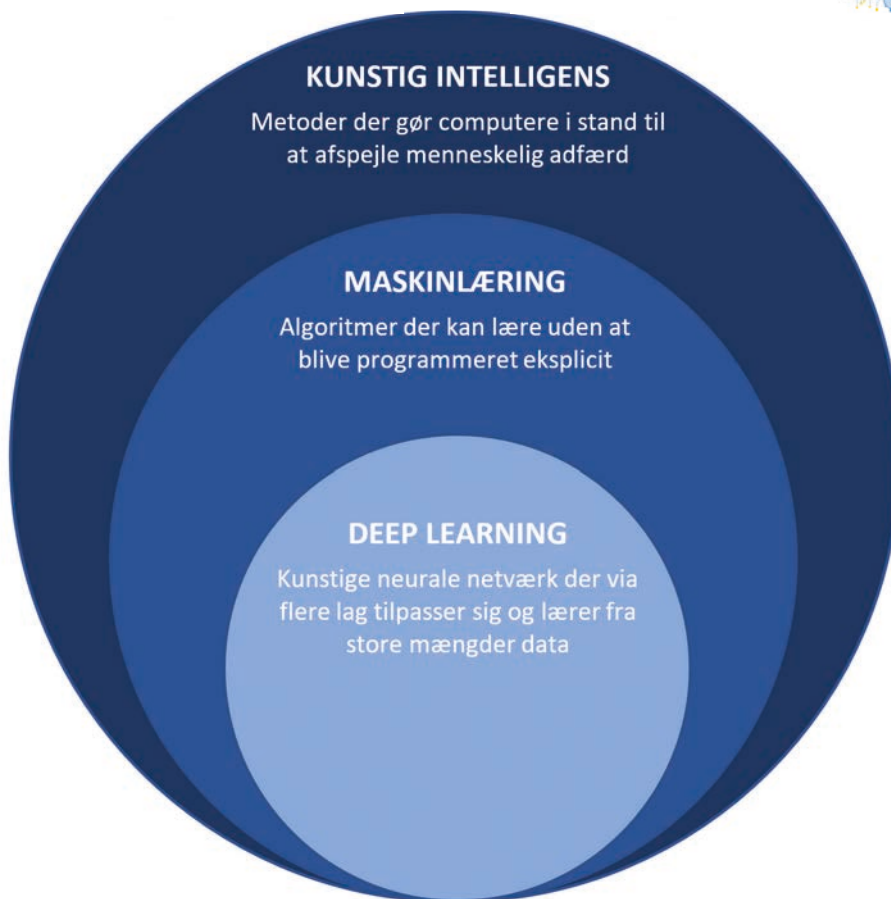 KUNSTIG INTELLIGENS
Metoder der gør computere i stand til
at afspejle menneskelig adfærd
MASKINLÆRING
Algoritmer der kan lære uden at
blive programmeret eksplicit
DEEP LEARNING
Kunstige neurale netværk der via
flere lag tilpasser sig og lærer fra
store mængder data